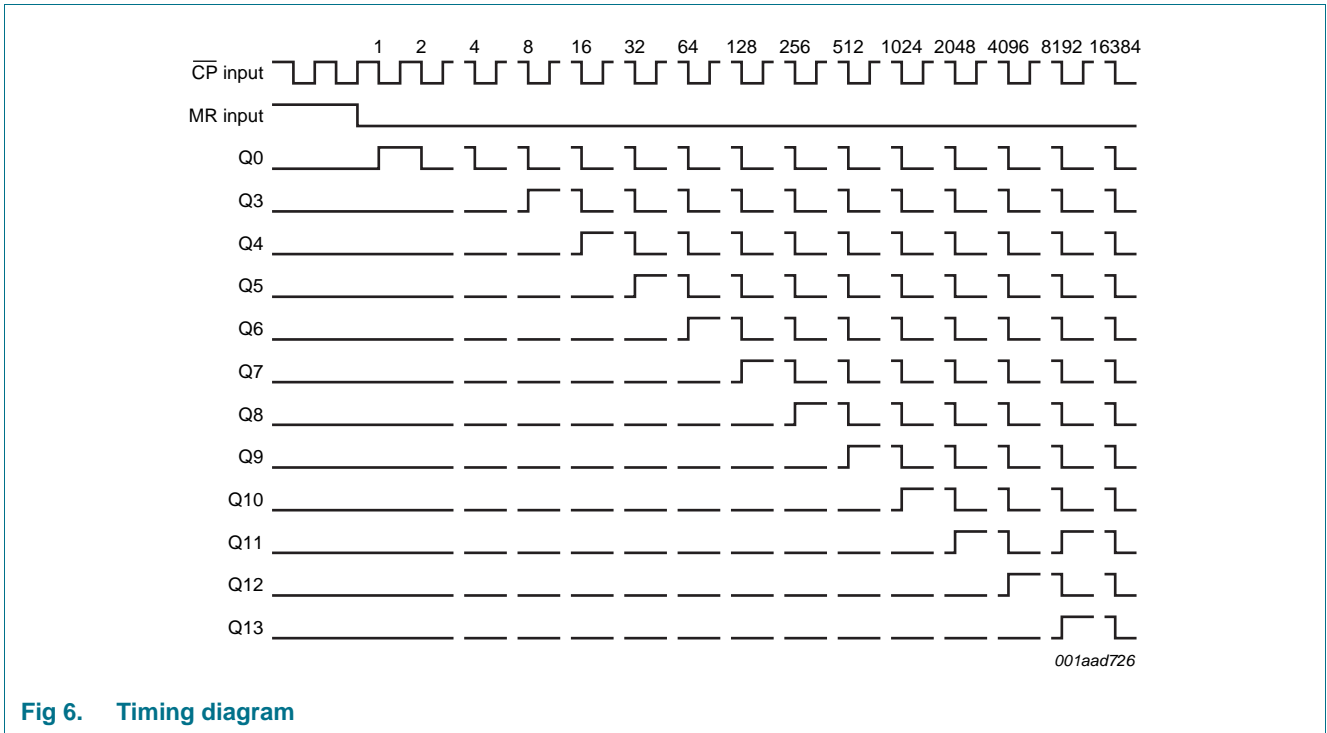 1 2 4 8 16 32 64 128 256 512 1024 2048 4096 8192 16384
C̅P̅ input
MR input
Q0
Q3
Q4
Q5
Q6
Q7
Q8
Q9
Q10
Q11
Q12
Q13
001aad726
Fig 6. Timing diagram